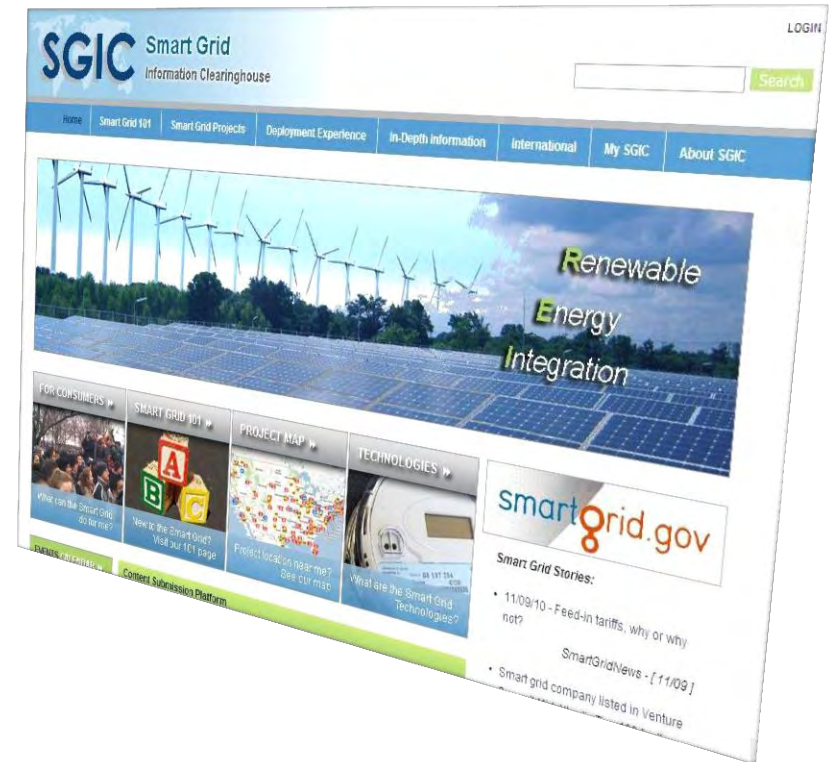 LOGIN
SGIC Smart Grid
Information Clearinghouse
Search
Home Smart Grid 101 Smart Grid Projects Deployment Experience In-Depth Information International My SGIC About SGIC
Renewable
Energy
Integration
FOR CONSUMERS »
What can the Smart Grid
do for me?
SMART GRID 101 »
A
B
C
New to the Smart Grid?
Visit our 101 page
PROJECT MAP »
Project location near me?
See our map
TECHNOLOGIES »
What are the Smart Grid
Technologies?
smartgrid.gov
Smart Grid Stories:
• 11/09/10 - Feed-in tariffs, why or why
not?
SmartGridNews - [ 11/09 ]
• Smart grid company listed in Venture
EVENTS CALENDAR »
Content Submission Platform